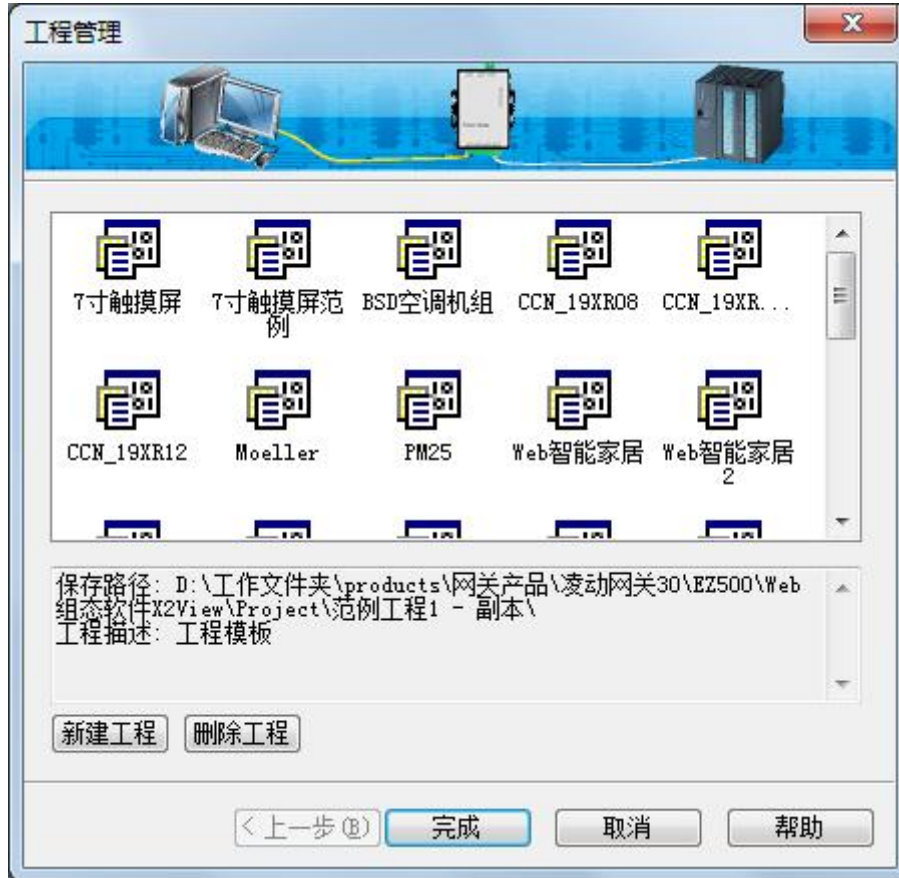 工程管理
7寸触摸屏
7寸触摸屏范
例
BSD空调机组
CCN_19XR08
CCN_19XR...
CCN_19XR12
Moeller
PM25
Web智能家居
Web智能家居
2
保存路径: D:\工作文件夹\products\网关产品\凌动网关30\EZ500\Web
组态软件X2View\Project\范例工程1 - 副本\
工程描述: 工程模板
新建工程
删除工程
<上一步(B)
完成
取消
帮助